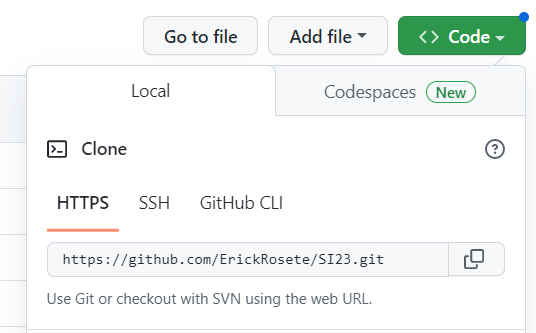 Go to file
Add file
<> Code
Local
Codespaces New
Clone
HTTPS SSH GitHub CLI
https://github.com/ErickRosete/SI23.git
Use Git or checkout with SVN using the web URL.